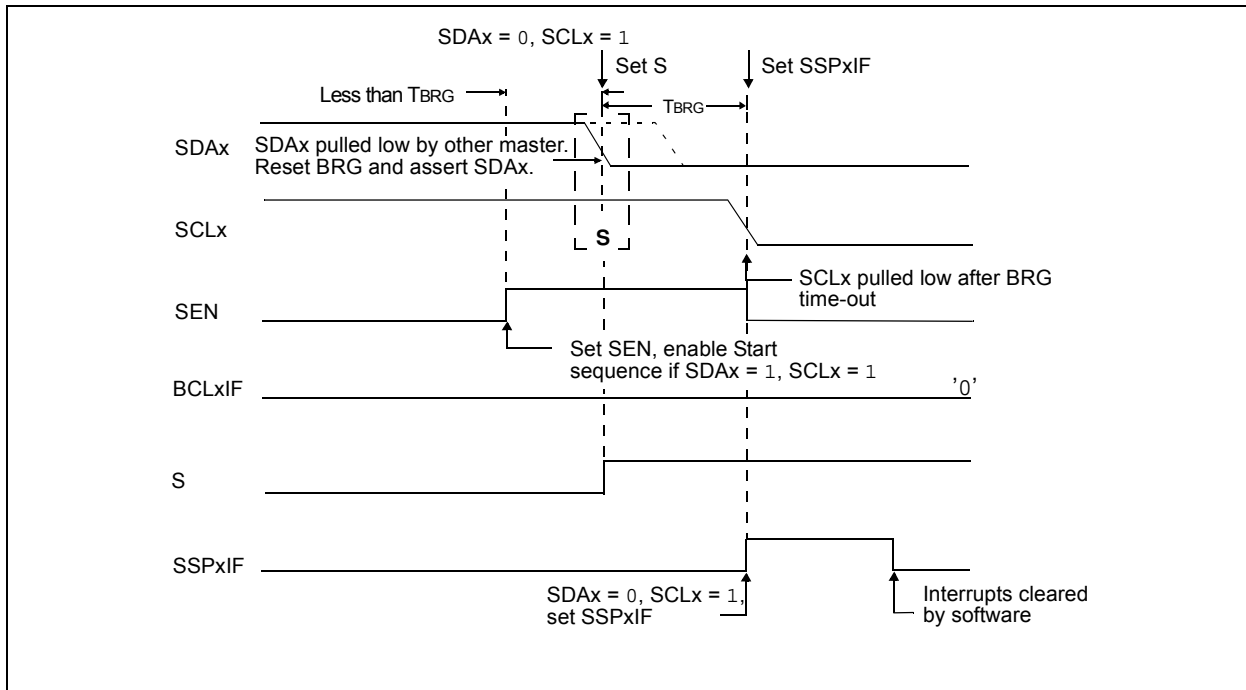 SDAx = 0, SCLx = 1
Set S
Set SSPxIF
Less than TBRG
TBRG
SDAx
SDAx pulled low by other master.
Reset BRG and assert SDAx.
SCLx
S
SCLx pulled low after BRG
time-out
SEN
Set SEN, enable Start
sequence if SDAx = 1, SCLx = 1
BCLxIF
'0'
S
SSPxIF
SDAx = 0, SCLx = 1,
set SSPxIF
Interrupts cleared
by software